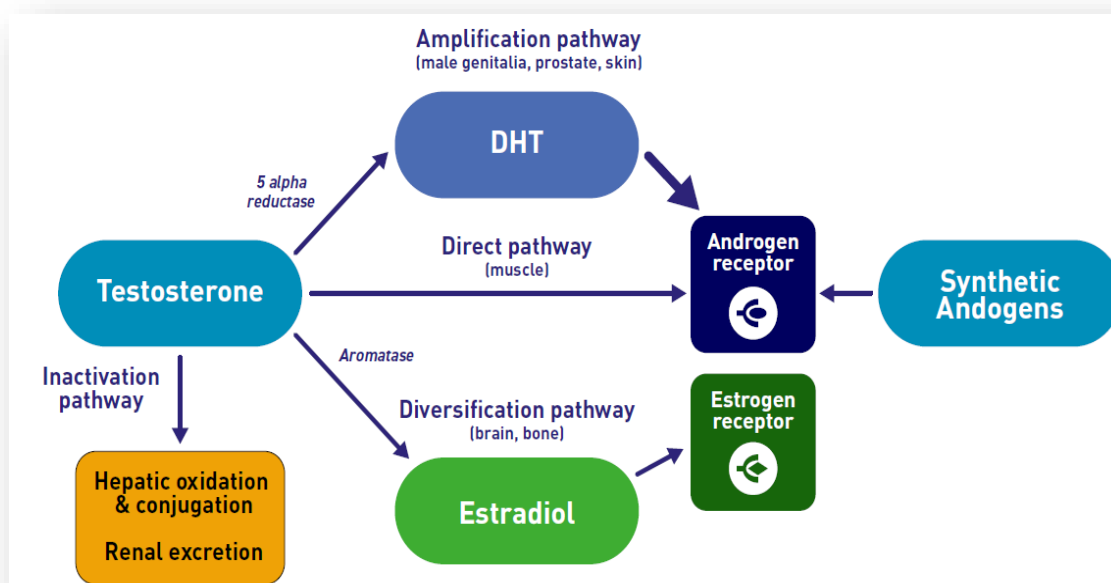 Amplification pathway
(male genitalia, prostate, skin)
DHT
5 alpha
reductase
Direct pathway
(muscle)
Androgen
receptor
Testosterone
Synthetic
Andogens
Aromatase
Inactivation
pathway
Diversification pathway
(brain, bone)
Estrogen
receptor
Hepatic oxidation
& conjugation
Renal excretion
Estradiol